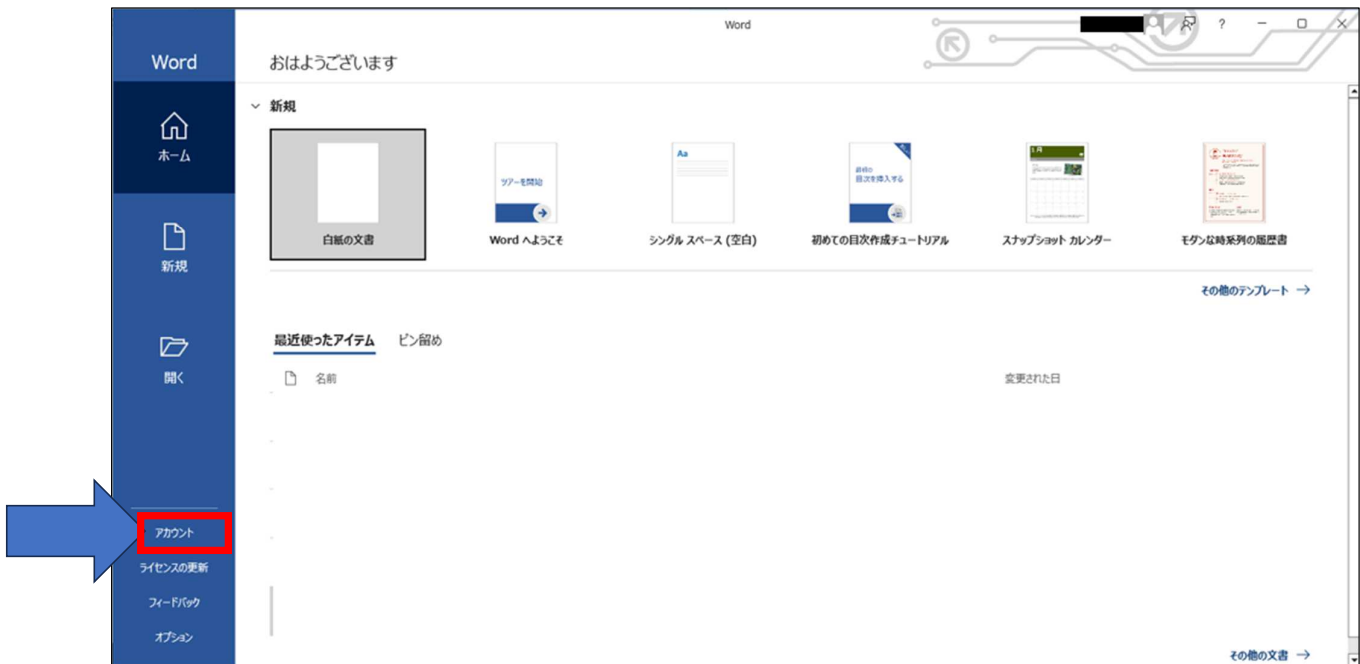 Word
Word
おはようございます
ホーム
新規
開く
アカウント
ライセンスの更新
フィードバック
オプション
新規
ツアーを開始
Aa
最初の
目次を挿入する
1 月
白紙の文書
Word へようこそ
シングル スペース (空白)
初めての目次作成チュートリアル
スナップショット カレンダー
モダンな時系列の履歴書
その他のテンプレート →
最近使ったアイテム
ピン留め
名前
変更された日
その他の文書 →